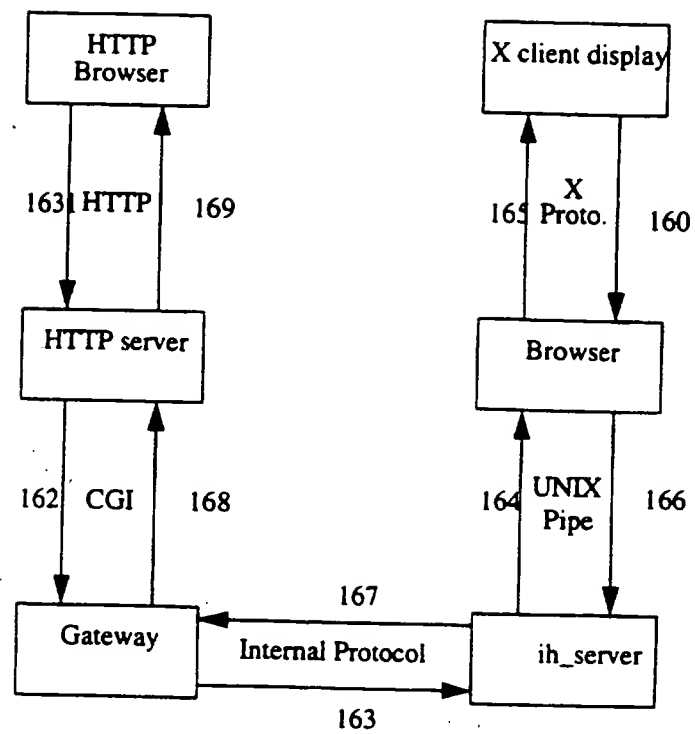 HTTP
Browser
X client display
1631 HTTP 169
165 X
Proto. 160
HTTP server
Browser
162 CGI 168
164 UNIX
Pipe 166
167
Gateway
Internal Protocol
ih_server
163